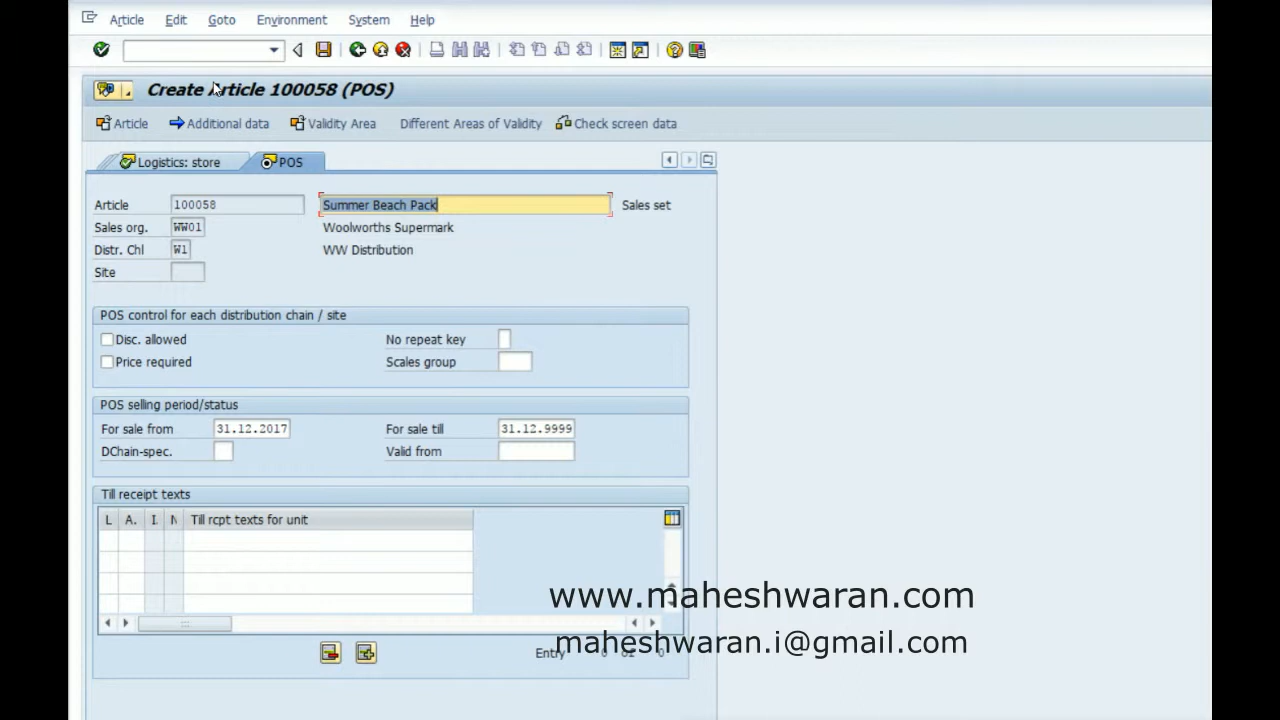 Article Edit Goto Environment System Help
Create Article 100058 (POS)
Article Additional data Validity Area Different Areas of Validity Check screen data
Logistics: store POS
Article 100058 Summer Beach Pack Sales set
Sales org. WW01 Woolworths Supermark
Distr. Chl W1 WW Distribution
Site
POS control for each distribution chain / site
Disc. allowed No repeat key
Price required Scales group
POS selling period/status
For sale from 31.12.2017 For sale till 31.12.9999
DChain-spec. Valid from
Till receipt texts
L A. I. N Till rcpt texts for unit
www.maheshwaran.com
maheshwaran.i@gmail.com
Entry